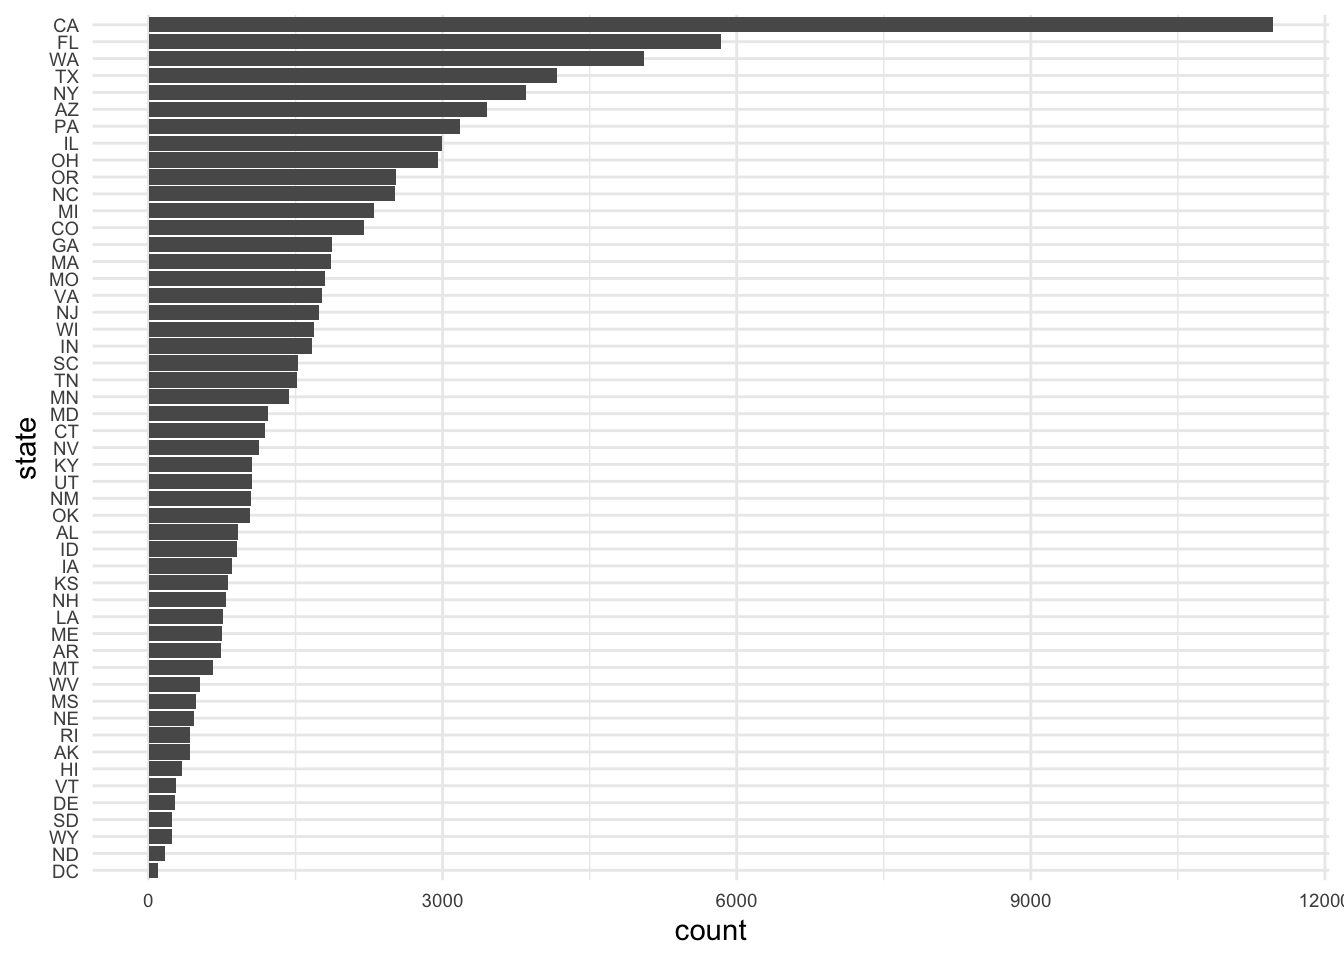 CA
FL
WA
TX
NY
AZ
PA
IL
OH
OR
NC
MI
CO
GA
MA
MO
VA
NJ
WI
IN
SC
TN
MN
MD
CT
NV
KY
UT
NM
OK
AL
ID
IA
KS
NH
LA
ME
AR
MT
WV
MS
NE
RI
AK
HI
VT
DE
SD
WY
ND
DC
state
0 3000 6000 9000 12000
count